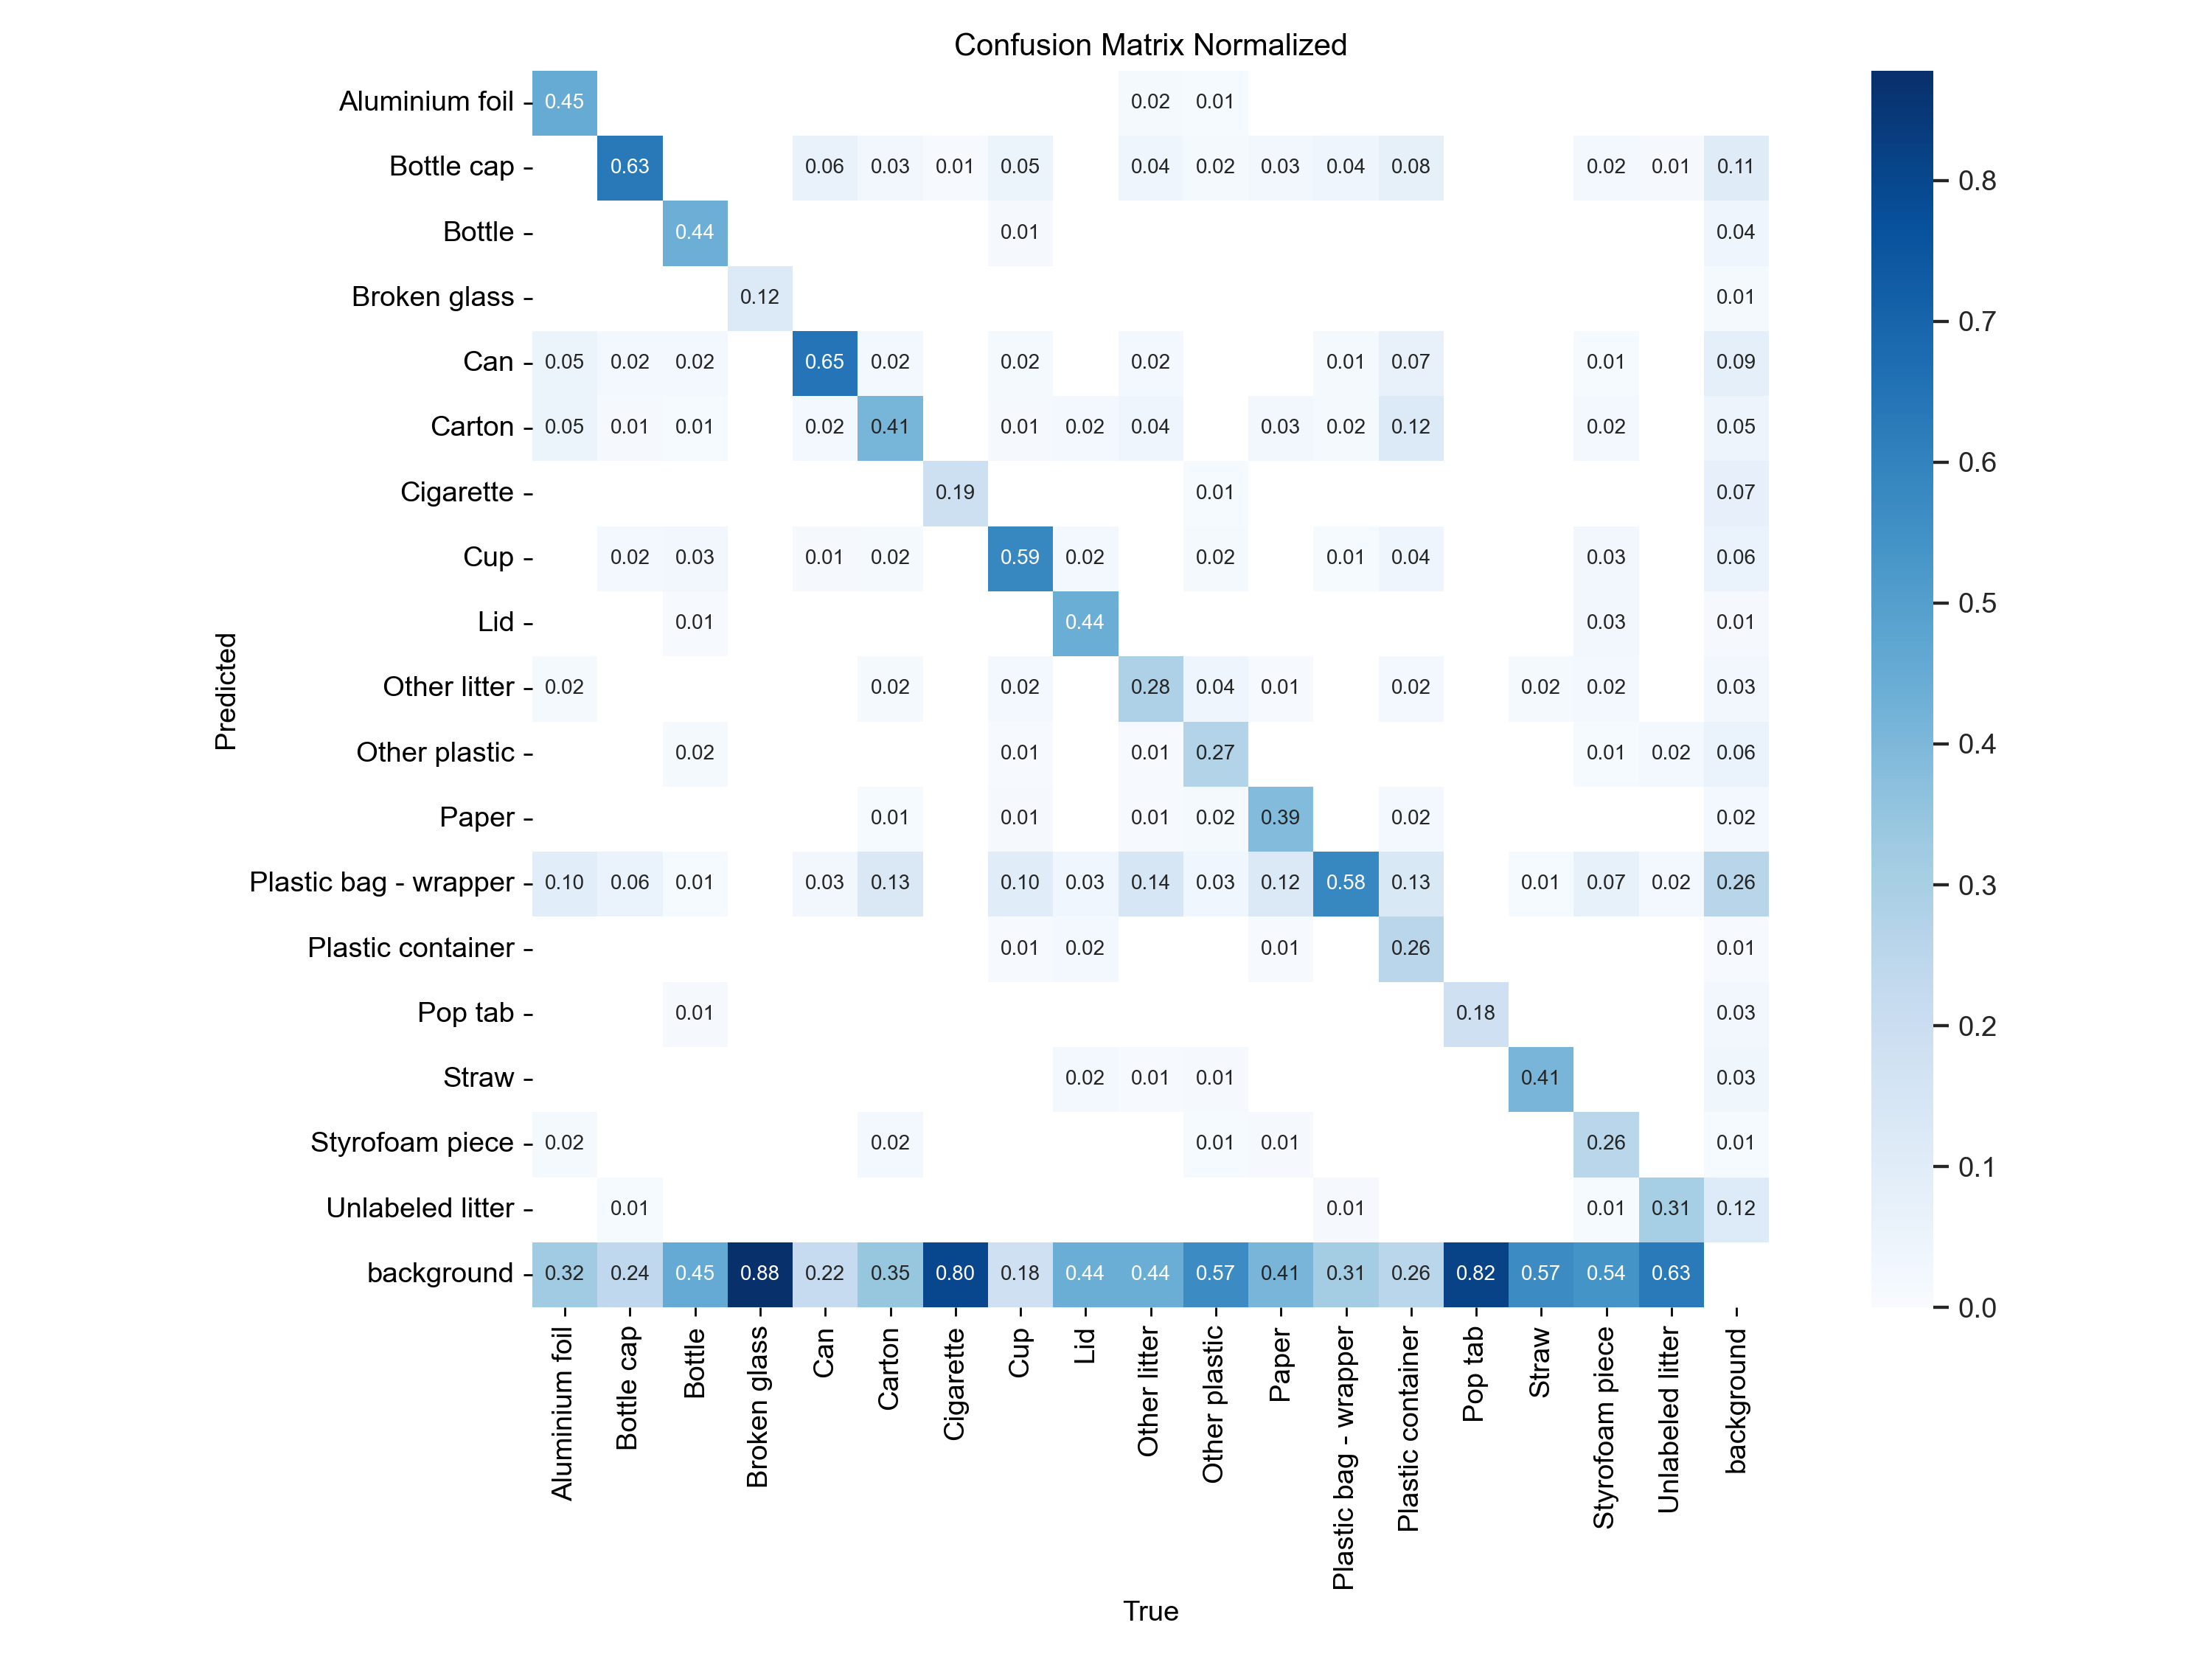 Confusion Matrix Normalized
Aluminium foil 0.45 0.02 0.01
Bottle cap 0.63 0.06 0.03 0.01 0.05 0.04 0.02 0.03 0.04 0.08 0.02 0.01 0.11
0.8
Bottle 0.44 0.01 0.04
Broken glass 0.12 0.01
0.7
Can 0.05 0.02 0.02 0.65 0.02 0.02 0.02 0.01 0.07 0.01 0.09
Carton 0.05 0.01 0.01 0.02 0.41 0.01 0.02 0.04 0.03 0.02 0.12 0.02 0.05
0.6
Cigarette 0.19 0.01 0.07
Cup 0.02 0.03 0.01 0.02 0.59 0.02 0.02 0.01 0.04 0.03 0.06
0.5
Lid 0.01 0.44 0.03 0.01
Predicted
Other litter 0.02 0.02 0.02 0.28 0.04 0.01 0.02 0.02 0.02 0.03
Other plastic 0.02 0.01 0.01 0.27 0.01 0.02 0.06
0.4
Paper 0.01 0.01 0.01 0.02 0.39 0.02 0.02
Plastic bag - wrapper 0.10 0.06 0.01 0.03 0.13 0.10 0.03 0.14 0.03 0.12 0.58 0.13 0.01 0.07 0.02 0.26
0.3
Plastic container 0.01 0.02 0.01 0.26 0.01
Pop tab 0.01 0.18 0.03
0.2
Straw 0.02 0.01 0.01 0.41 0.03
Styrofoam piece 0.02 0.02 0.01 0.01 0.26 0.01
0.1
Unlabeled litter 0.01 0.01 0.01 0.31 0.12
background 0.32 0.24 0.45 0.88 0.22 0.35 0.80 0.18 0.44 0.44 0.57 0.41 0.31 0.26 0.82 0.57 0.54 0.63
0.0
Aluminium foil
Bottle cap
Bottle
Broken glass
Can
Carton
Cigarette
Cup
Lid
Other litter
Other plastic
Paper
Plastic bag - wrapper
Plastic container
Pop tab
Straw
Styrofoam piece
Unlabeled litter
background
True